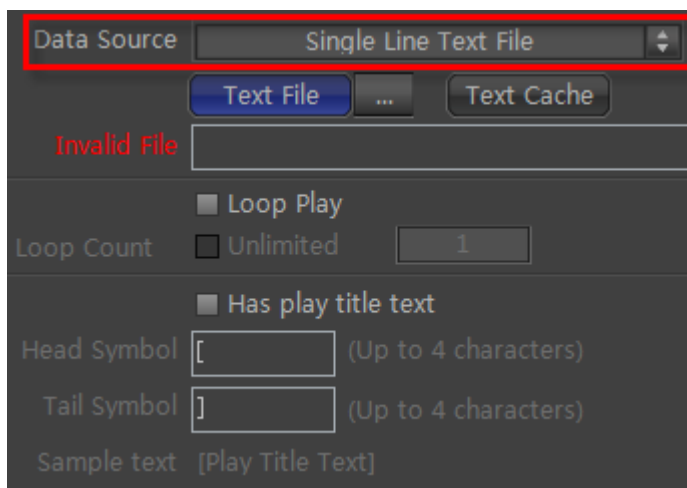 Data Source Single Line Text File
Text File ... Text Cache
Invalid File
Loop Play
Loop Count Unlimited 1
Has play title text
Head Symbol [ (Up to 4 characters)
Tail Symbol ] (Up to 4 characters)
Sample text [Play Title Text]